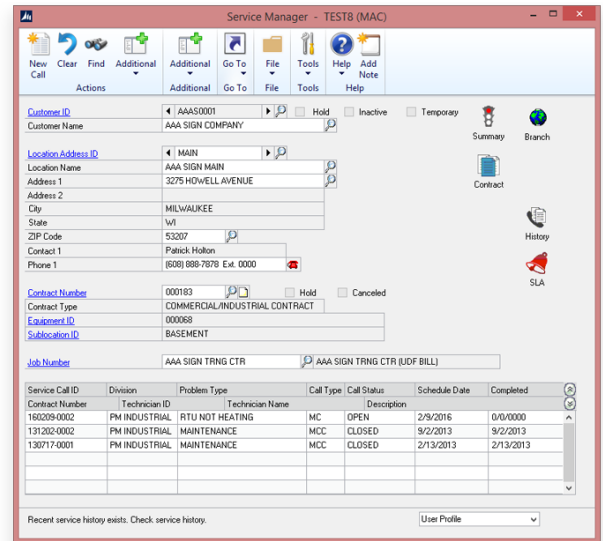 Service Manager - TEST8 (MAC)
New Call Clear Find Additional Additional Go To File Tools Help Add Note
Actions Additional Go To File Tools Help
Customer ID AAAS0001 Hold Inactive Temporary
Customer Name AAA SIGN COMPANY
Summary Branch
Location Address ID MAIN
Location Name AAA SIGN MAIN
Address 1 3275 HOWELL AVENUE
Contract
Address 2
City MILWAUKEE
State WI
ZIP Code 53207
History
Contact 1 Patrick Holton
Phone 1 (608) 888-7878 Ext. 0000
SLA
Contract Number 000183 Hold Canceled
Contract Type COMMERCIAL/INDUSTRIAL CONTRACT
Equipment ID 000068
Sublocation ID BASEMENT
Job Number AAA SIGN TRNG CTR AAA SIGN TRNG CTR (UDF BILL)
Service Call ID Division Problem Type Call Type Call Status Schedule Date Completed
Contract Number Technician ID Technician Name Description
160209-0002 PM INDUSTRIAL RTU NOT HEATING MC OPEN 2/9/2016 0/0/0000
131202-0002 PM INDUSTRIAL MAINTENANCE MCC CLOSED 9/2/2013 9/2/2013
130717-0001 PM INDUSTRIAL MAINTENANCE MCC CLOSED 2/13/2013 2/13/2013
Recent service history exists. Check service history. User Profile